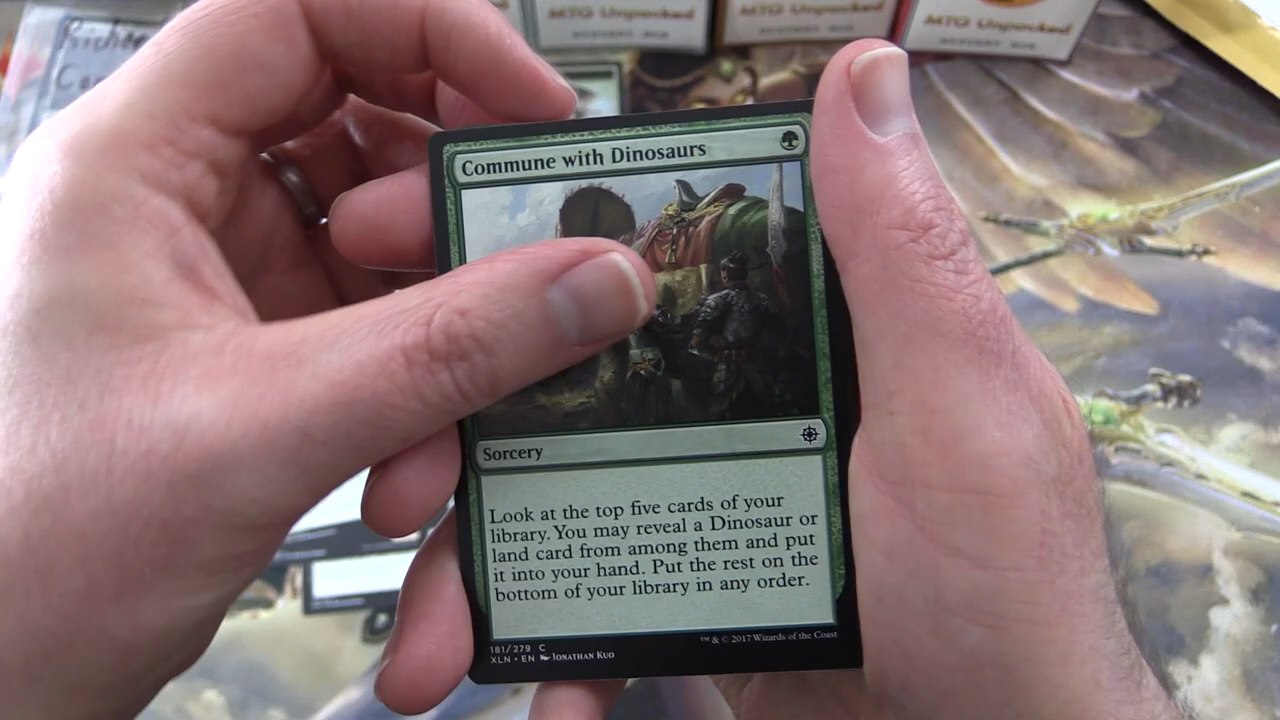 MTG Unpacked
MTG Unpacked
MTG Unpacked
Commune with Dinosaurs
Sorcery
Look at the top five cards of your
library. You may reveal a Dinosaur or
land card from among them and put
it into your hand. Put the rest on the
bottom of your library in any order.
181/279 C
XLN • EN Jonathan Kuo
™ & © 2017 Wizards of the Coast